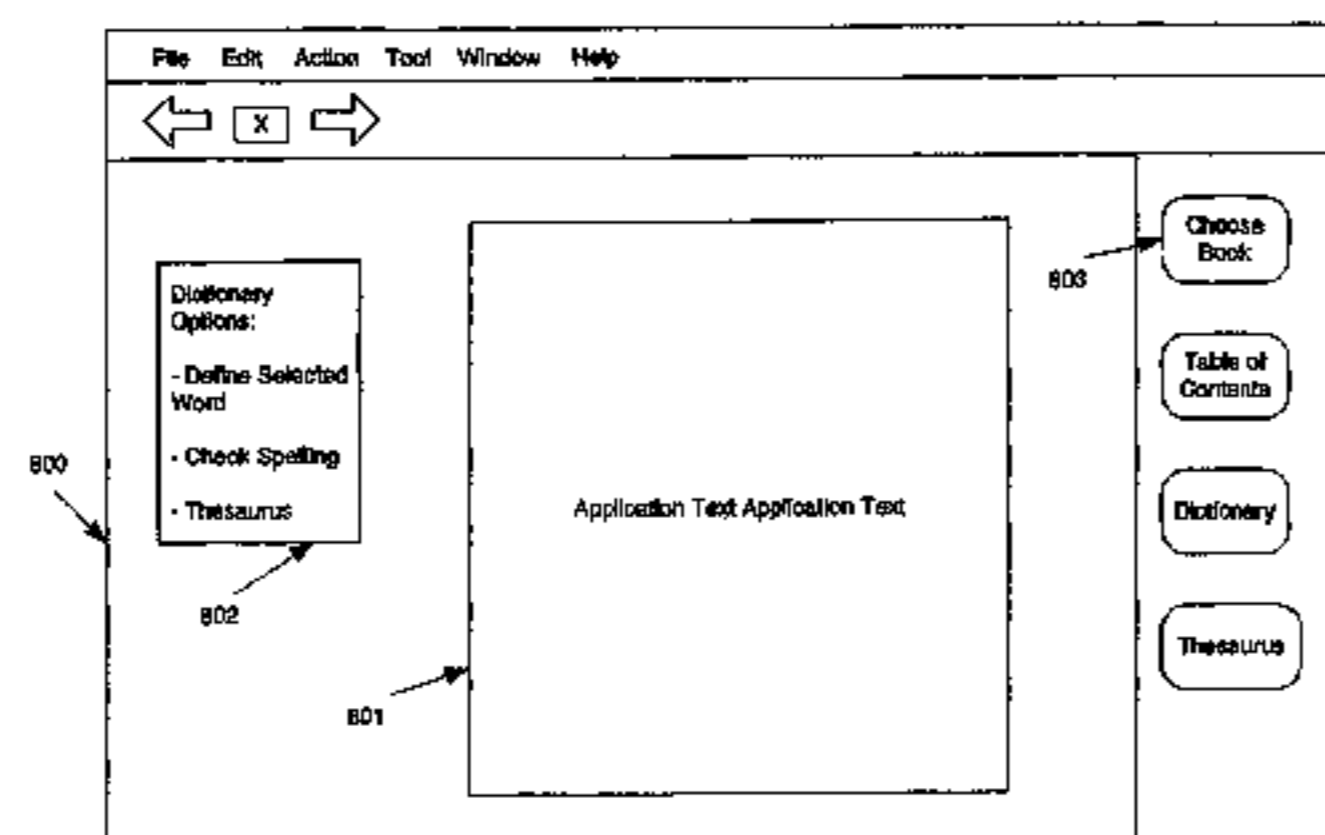 File Edit Action Tool Window Help
X
Choose
Book
803
Dictionary
Options:
- Define Selected
Word
- Check Spelling
- Thesaurus
Table of
Contents
800
Application Text Application Text
Dictionary
802
Thesaurus
801